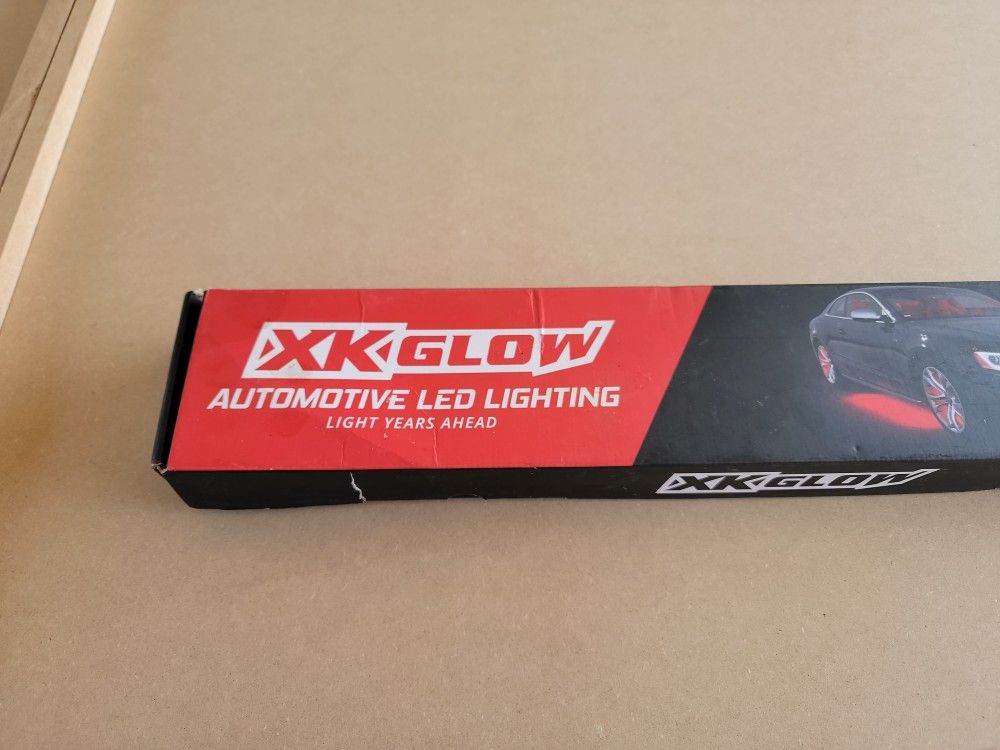 XKGLOW
AUTOMOTIVE LED LIGHTING
LIGHT YEARS AHEAD
XKGLOW